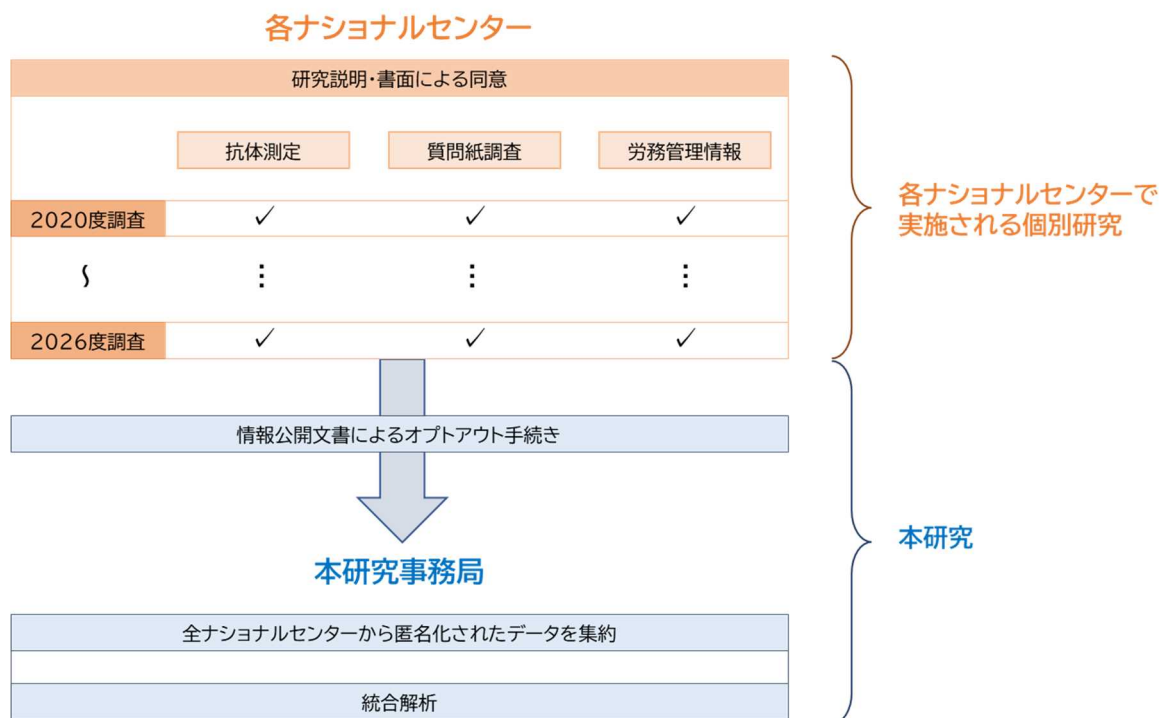 各ナショナルセンター
研究説明・書面による同意
抗体測定 質問紙調査 労務管理情報
2020度調査 ✓ ✓ ✓
∫ ⋮ ⋮ ⋮
2026度調査 ✓ ✓ ✓
各ナショナルセンターで
実施される個別研究
情報公開文書によるオプトアウト手続き
本研究事務局
本研究
全ナショナルセンターから匿名化されたデータを集約
統合解析